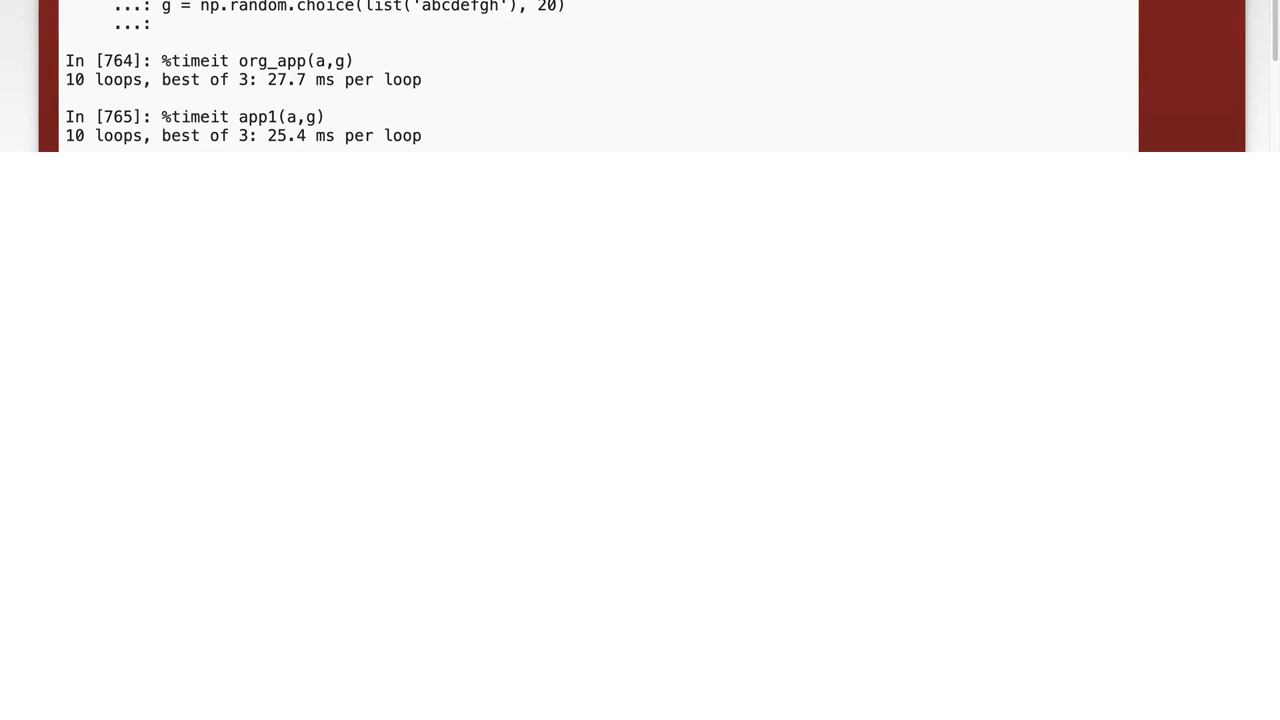 ...: g = np.random.choice(list('abcdefgh'), 20)
...:
In [764]: %timeit org_app(a,g)
10 loops, best of 3: 27.7 ms per loop
In [765]: %timeit app1(a,g)
10 loops, best of 3: 25.4 ms per loop